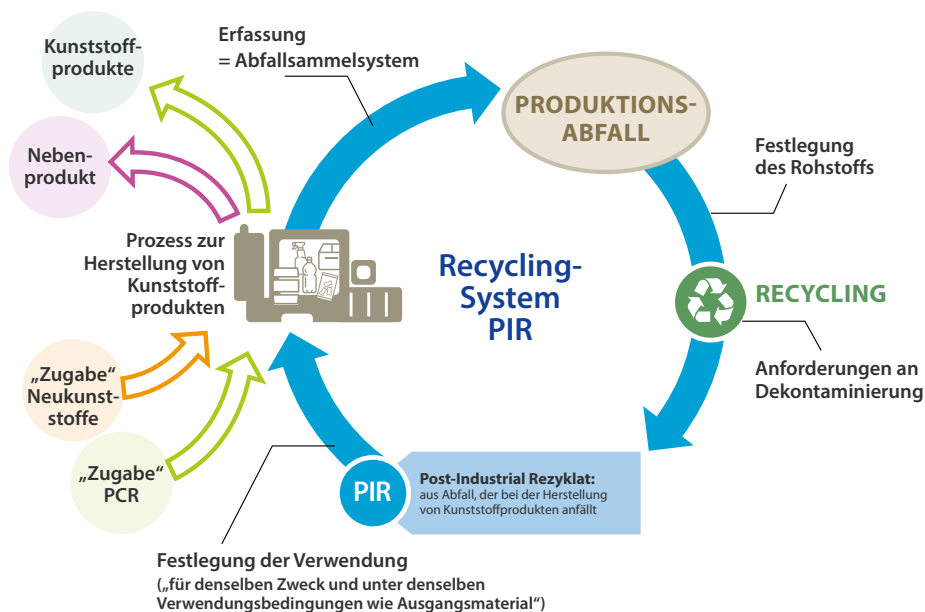 Kunststoff-
produkte
Erfassung
= Abfallsammelsystem
PRODUKTIONS-
ABFALL
Neben-
produkt
Festlegung
des Rohstoffs
Prozess zur
Herstellung von
Kunststoff-
produkten
Recycling-
System
PIR
RECYCLING
„Zugabe“
Neukunst-
stoffe
Anforderungen an
Dekontaminierung
„Zugabe“
PCR
PIR
Post-Industrial Rezyklat:
aus Abfall, der bei der Herstellung
von Kunststoffprodukten anfällt
Festlegung der Verwendung
(„für denselben Zweck und unter denselben
Verwendungsbedingungen wie Ausgangsmaterial“)